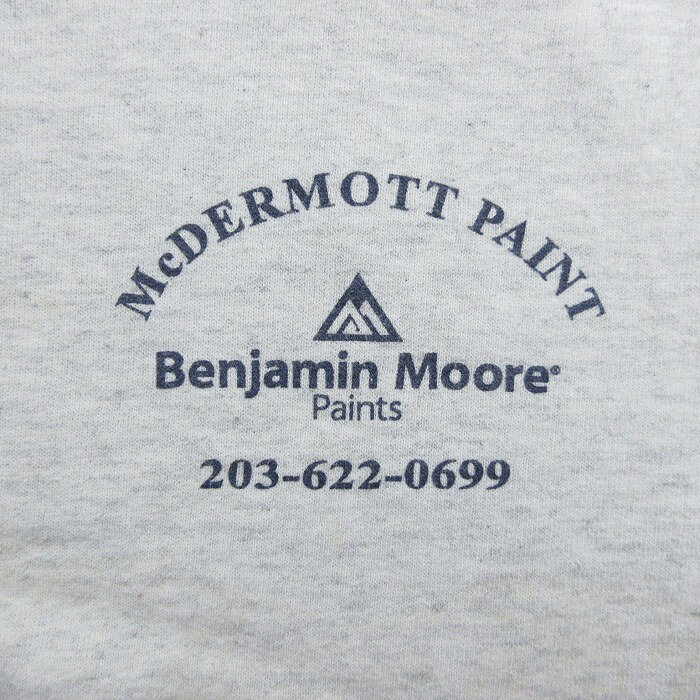 McDERMOTT PAINT
Benjamin Moore®
Paints
203-622-0699